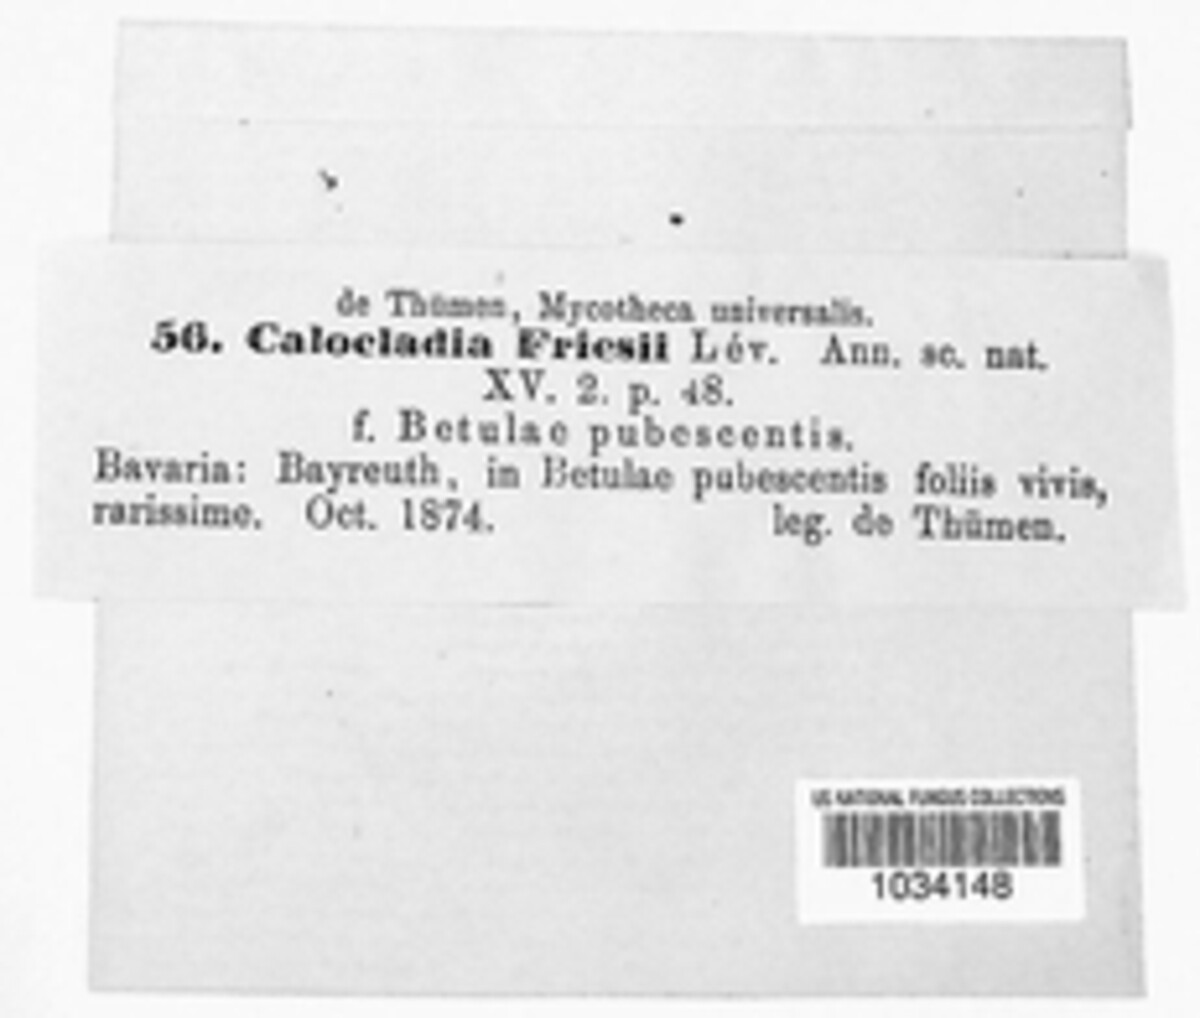 de Thümen, Mycotheca universalis.
56. Calocladia Friesii Lév. Ann. sc. nat.
XV. 2. p. 48.
f. Betulae pubescentis.
Bavaria: Bayreuth, in Betulae pubescentis foliis vivis,
rarissime. Oct. 1874. leg. de Thümen.
US NATIONAL FUNGUS COLLECTIONS
1034148